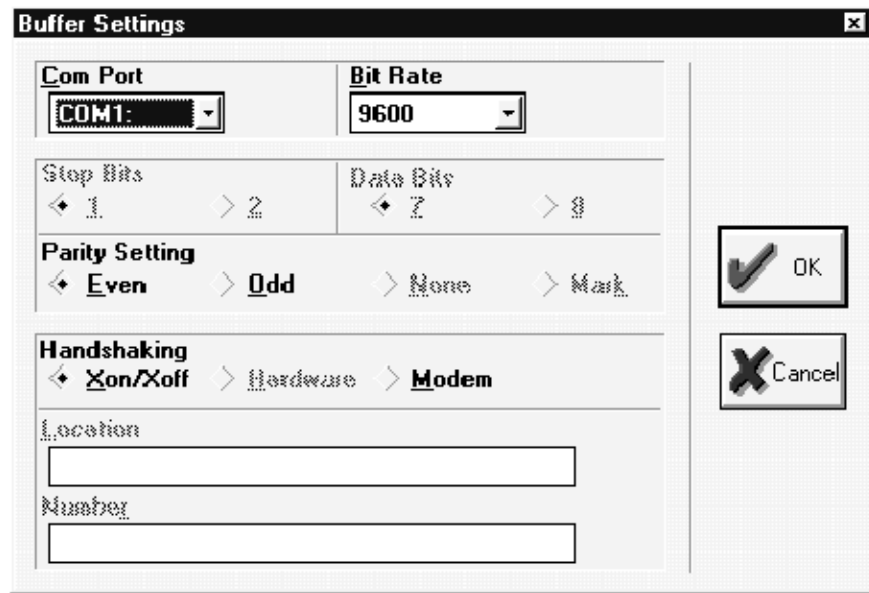 Buffer Settings
Com Port Bit Rate
COM1: 9600
Stop Bits Data Bits
1 2 7 8
Parity Setting
Even Odd None Mark
OK
Handshaking
Xon/Xoff Hardware Modem
Cancel
Location
Number